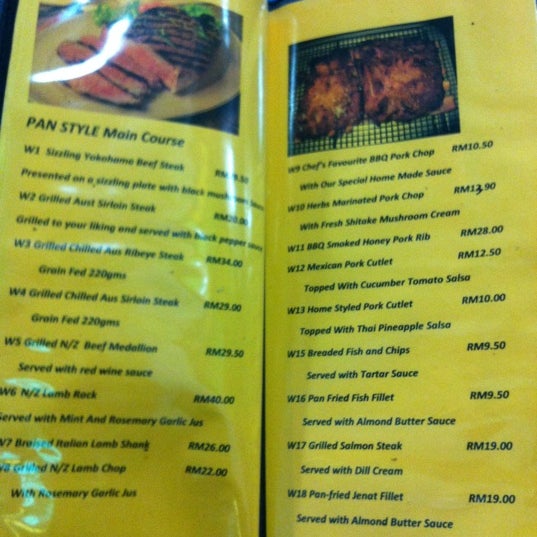 PAN STYLE Main Course
W1 Sizzling Yokohama Beef Steak
Presented on a sizzling plate with black mushroom sauce
W2 Grilled Aust Sirloin Steak RM20.00
Grilled to your liking and served with black pepper sauce
W3 Grilled Chilled Aus Ribeye Steak RM34.00
Grain Fed 220gms
W4 Grilled Chilled Aus Sirloin Steak RM29.00
Grain Fed 220gms
W5 Grilled N/Z Beef Medallion RM29.50
Served with red wine sauce
W6 N/Z Lamb Rack RM40.00
Served with Mint And Rosemary Garlic Jus
W7 Braised Italian Lamb Shank RM26.00
W8 Grilled N/Z Lamb Chop RM22.00
With Rosemary Garlic Jus
W9 Chef's Favourite BBQ Pork Chop RM10.50
With Our Special Home Made Sauce
W10 Herbs Marinated Pork Chop RM13.90
With Fresh Shitake Mushroom Cream
W11 BBQ Smoked Honey Pork Rib RM28.00
W12 Mexican Pork Cutlet RM12.50
Topped With Cucumber Tomato Salsa
W13 Home Styled Pork Cutlet RM10.00
Topped With Thai Pineapple Salsa
W15 Breaded Fish and Chips RM9.50
Served with Tartar Sauce
W16 Pan Fried Fish Fillet RM9.50
Served with Almond Butter Sauce
W17 Grilled Salmon Steak RM19.00
Served with Dill Cream
W18 Pan-fried Jenat Fillet RM19.00
Served with Almond Butter Sauce